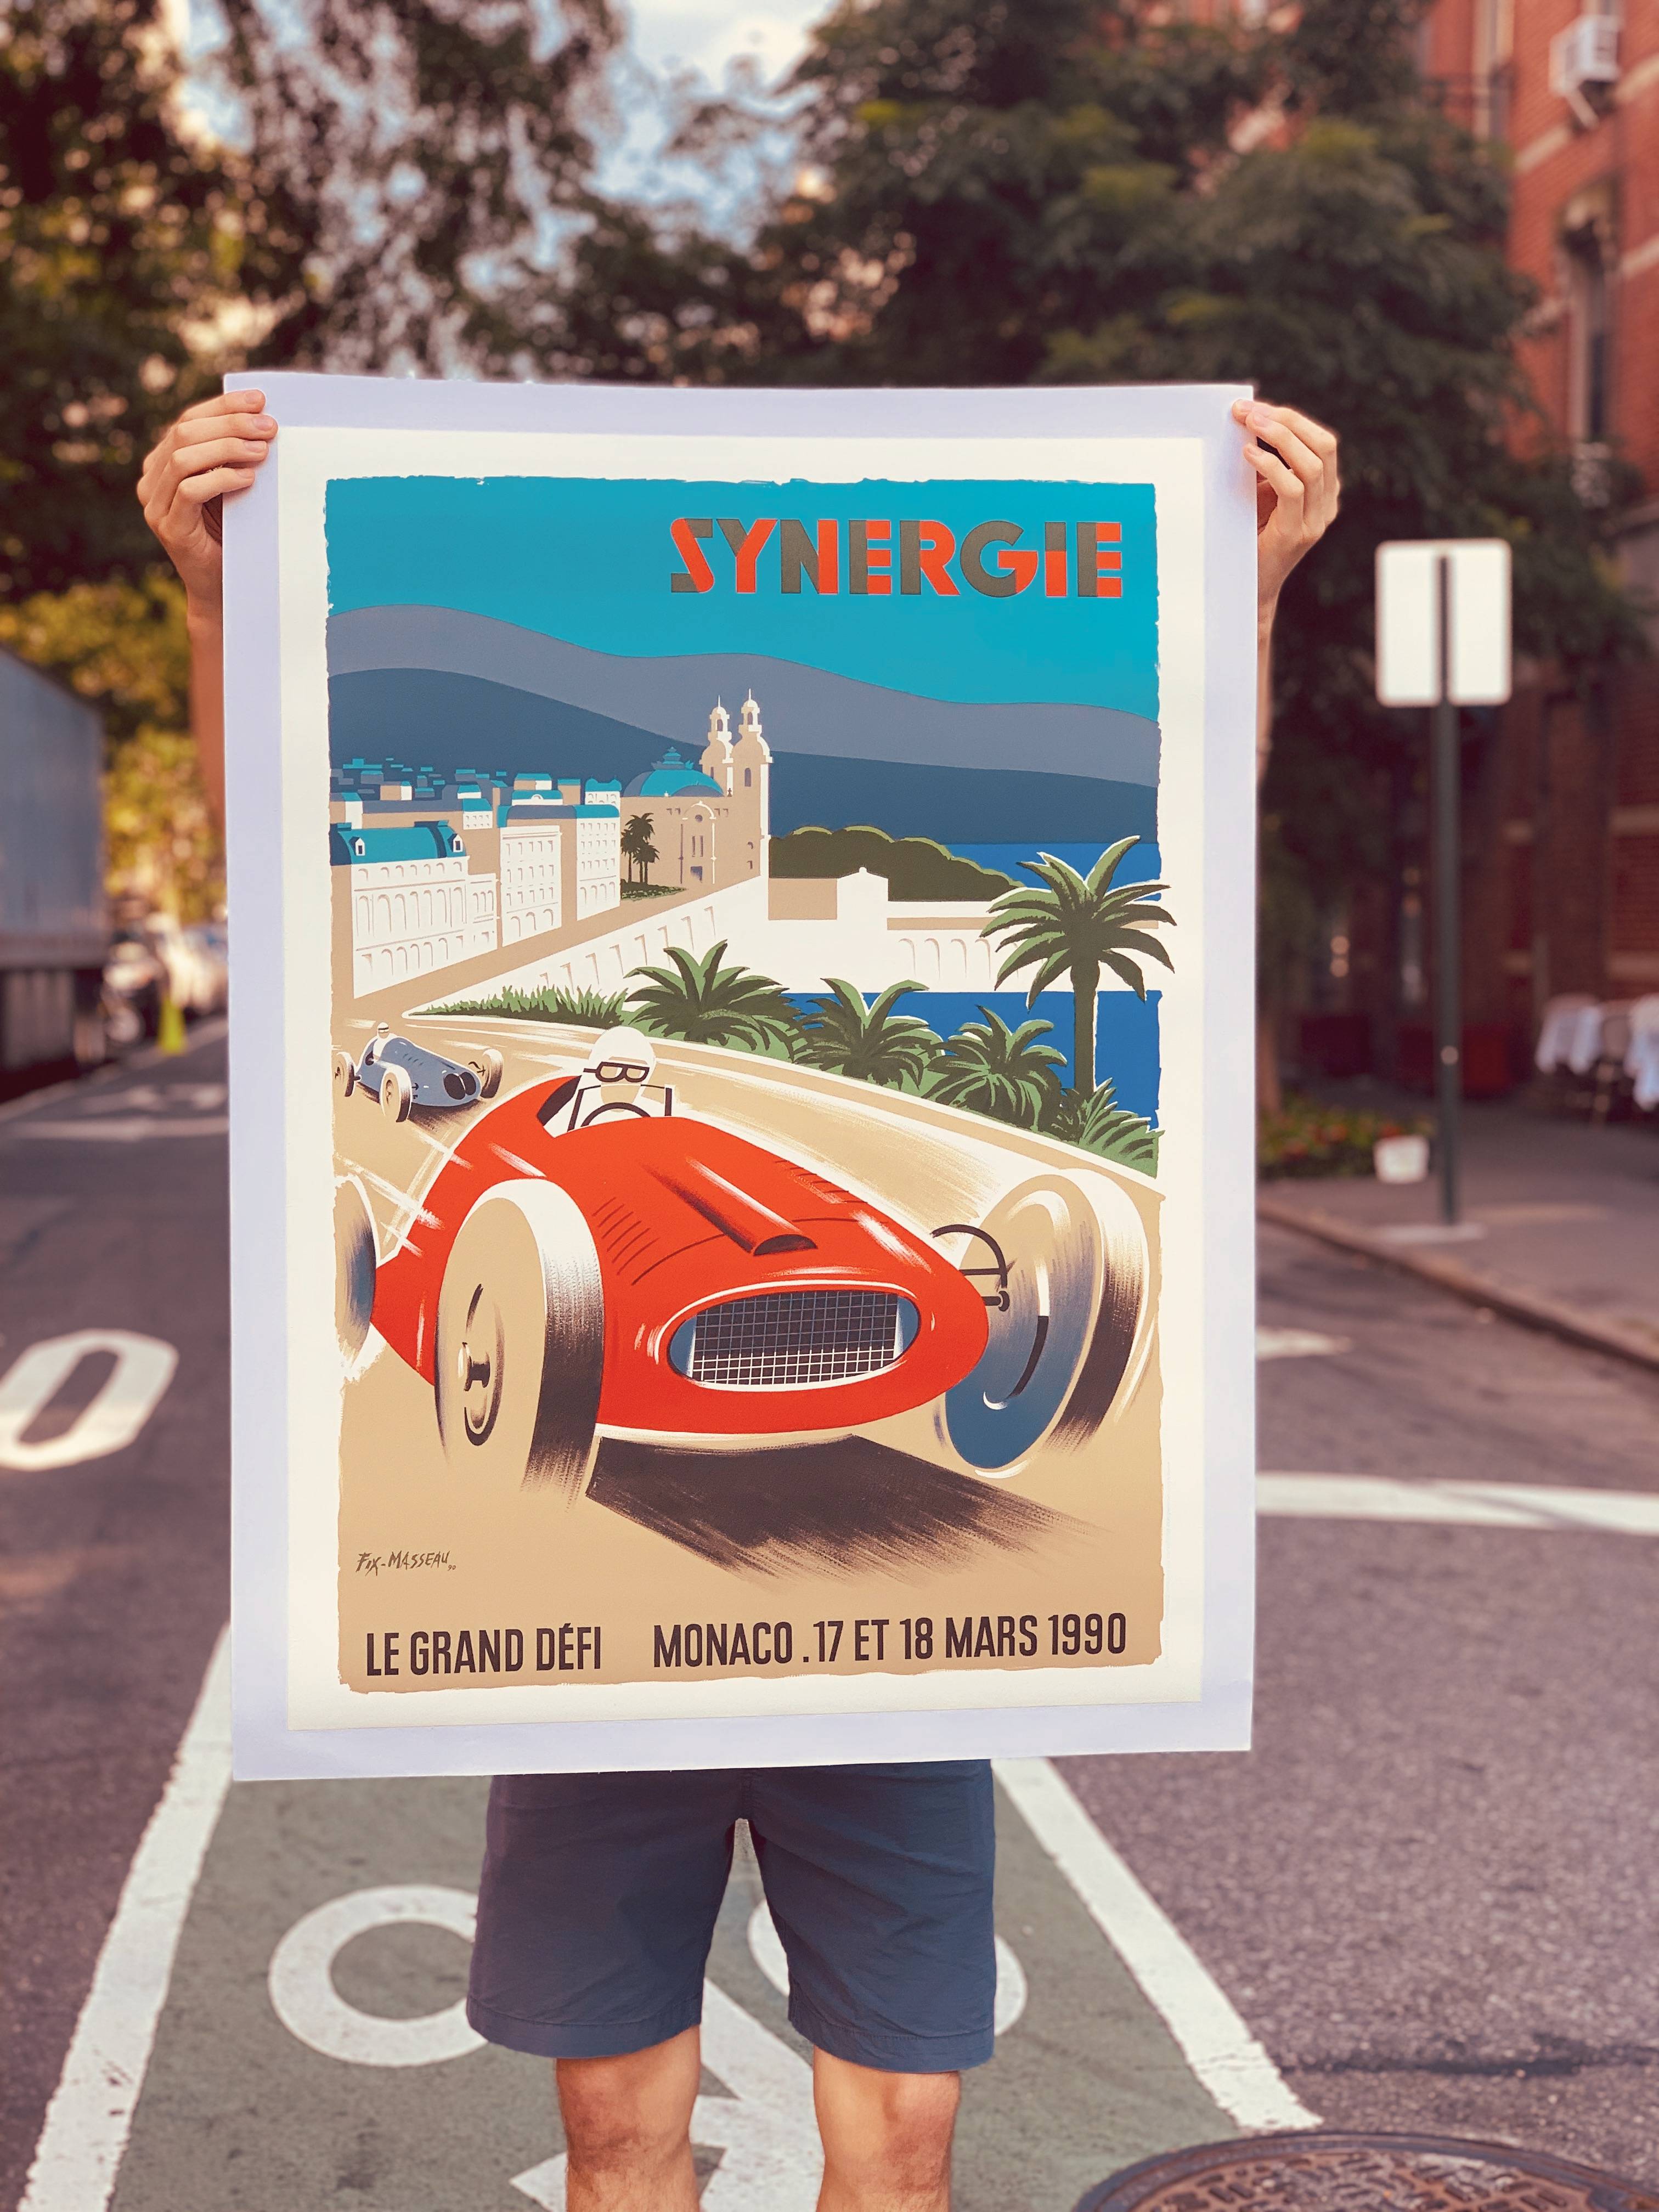 SYNERGIE
FIX-MASSEAU 90
LE GRAND DÉFI MONACO . 17 ET 18 MARS 1990